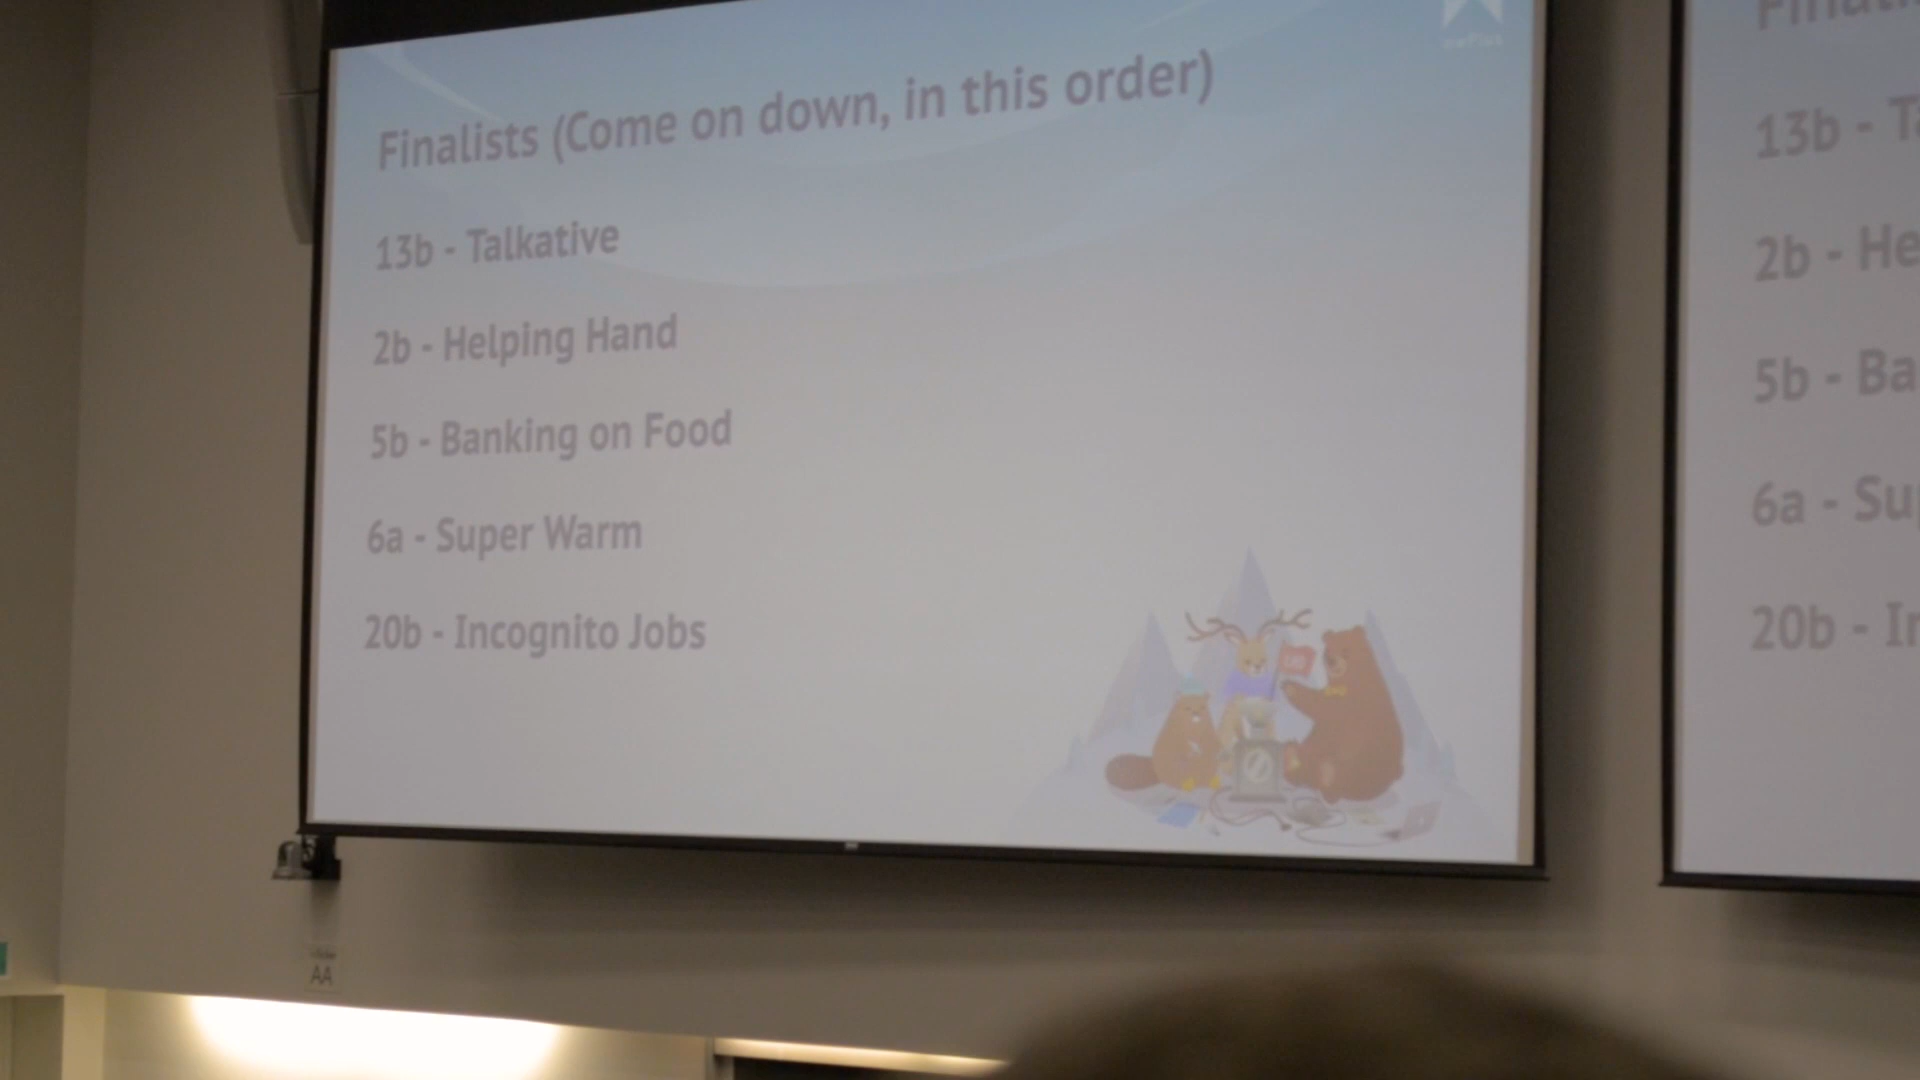 Finalists (Come on down, in this order)
13b - Talkative
2b - Helping Hand
5b - Banking on Food
6a - Super Warm
20b - Incognito Jobs
13b - Ta
2b - He
5b - Ba
6a - Su
20b - In
AA